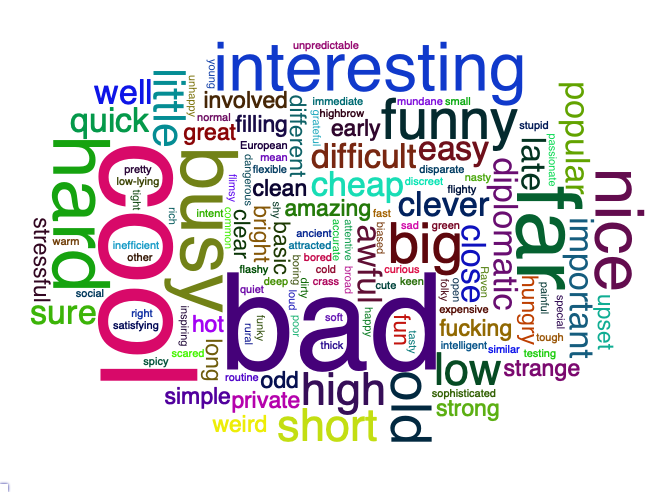 unpredictable
interesting
young
well
little
unhappy
involved
different
immediate
mundane
small
popular
normal
highbrow
grateful
quick
great
filling
early
funny
stupid
passionate
European
mean
flexible
dangerous
difficult
easy
disparate
nasty
late
hard
cool
pretty
low-lying
tight
busy
flimsy
clean
cheap
discreet
flighty
diplomatic
far
nice
rich
intent
common
clear
bright
shy
basic
amazing
fast
clever
stressful
warm
inefficient
other
ancient
attracted
accurate
attentive
awful
biased
sad
green
big
close
important
flashy
boring
bored
cold
broad
curious
Raven
social
deep
dirty
crass
cute
keen
folky
open
hungry
painful
special
upset
sure
right
satisfying
inspiring
quiet
loud
bad
expensive
hot
rural
funky
poor
soft
happy
fun
tasty
fucking
tough
spicy
scared
long
thick
intelligent
similar
testing
routine
odd
high
old
low
strange
simple
private
sophisticated
strong
weird
short